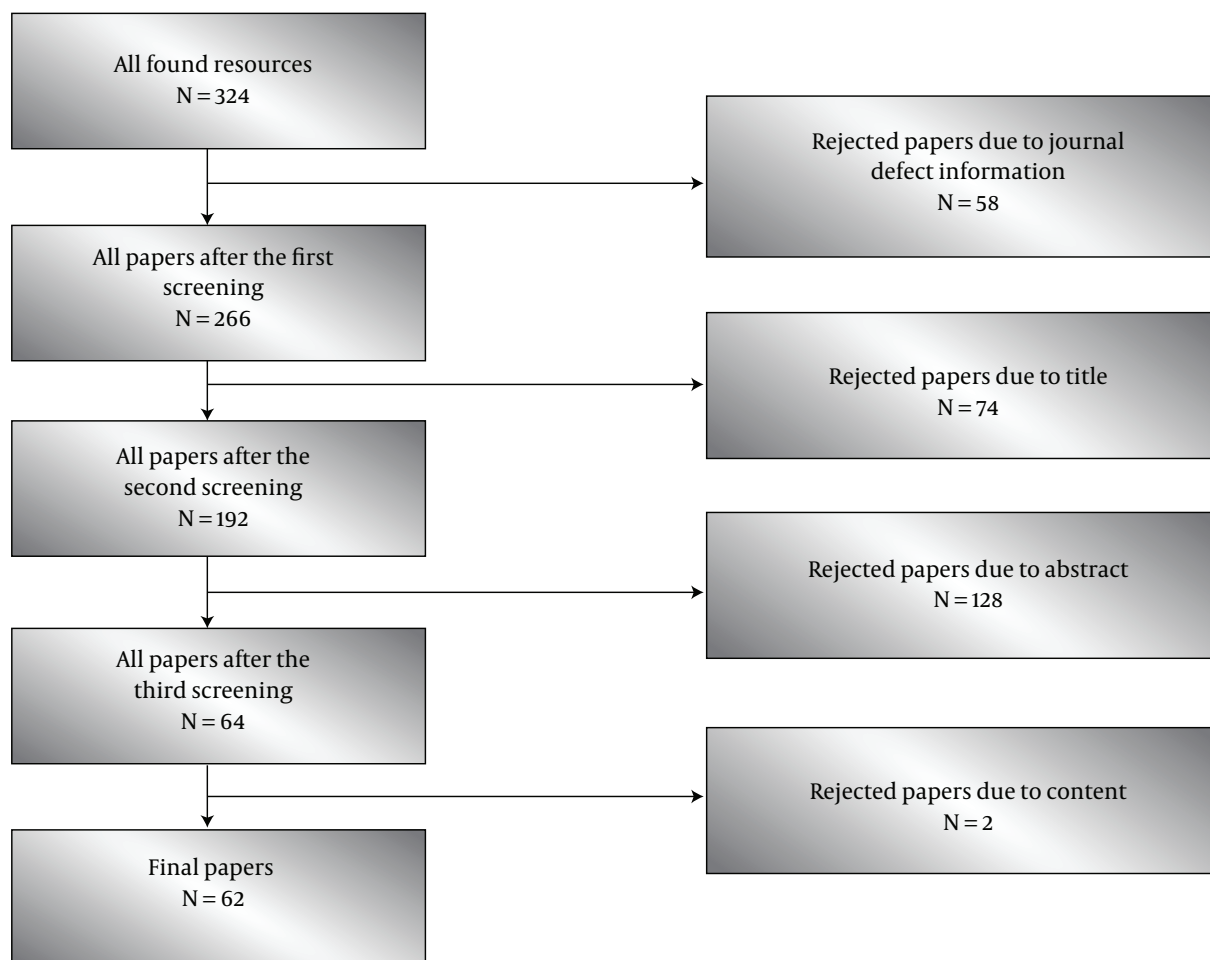 All found resources
N = 324
Rejected papers due to journal
defect information
N = 58
All papers after the first
screening
N = 266
Rejected papers due to title
N = 74
All papers after the
second screening
N = 192
Rejected papers due to abstract
N = 128
All papers after the
third screening
N = 64
Rejected papers due to content
N = 2
Final papers
N = 62